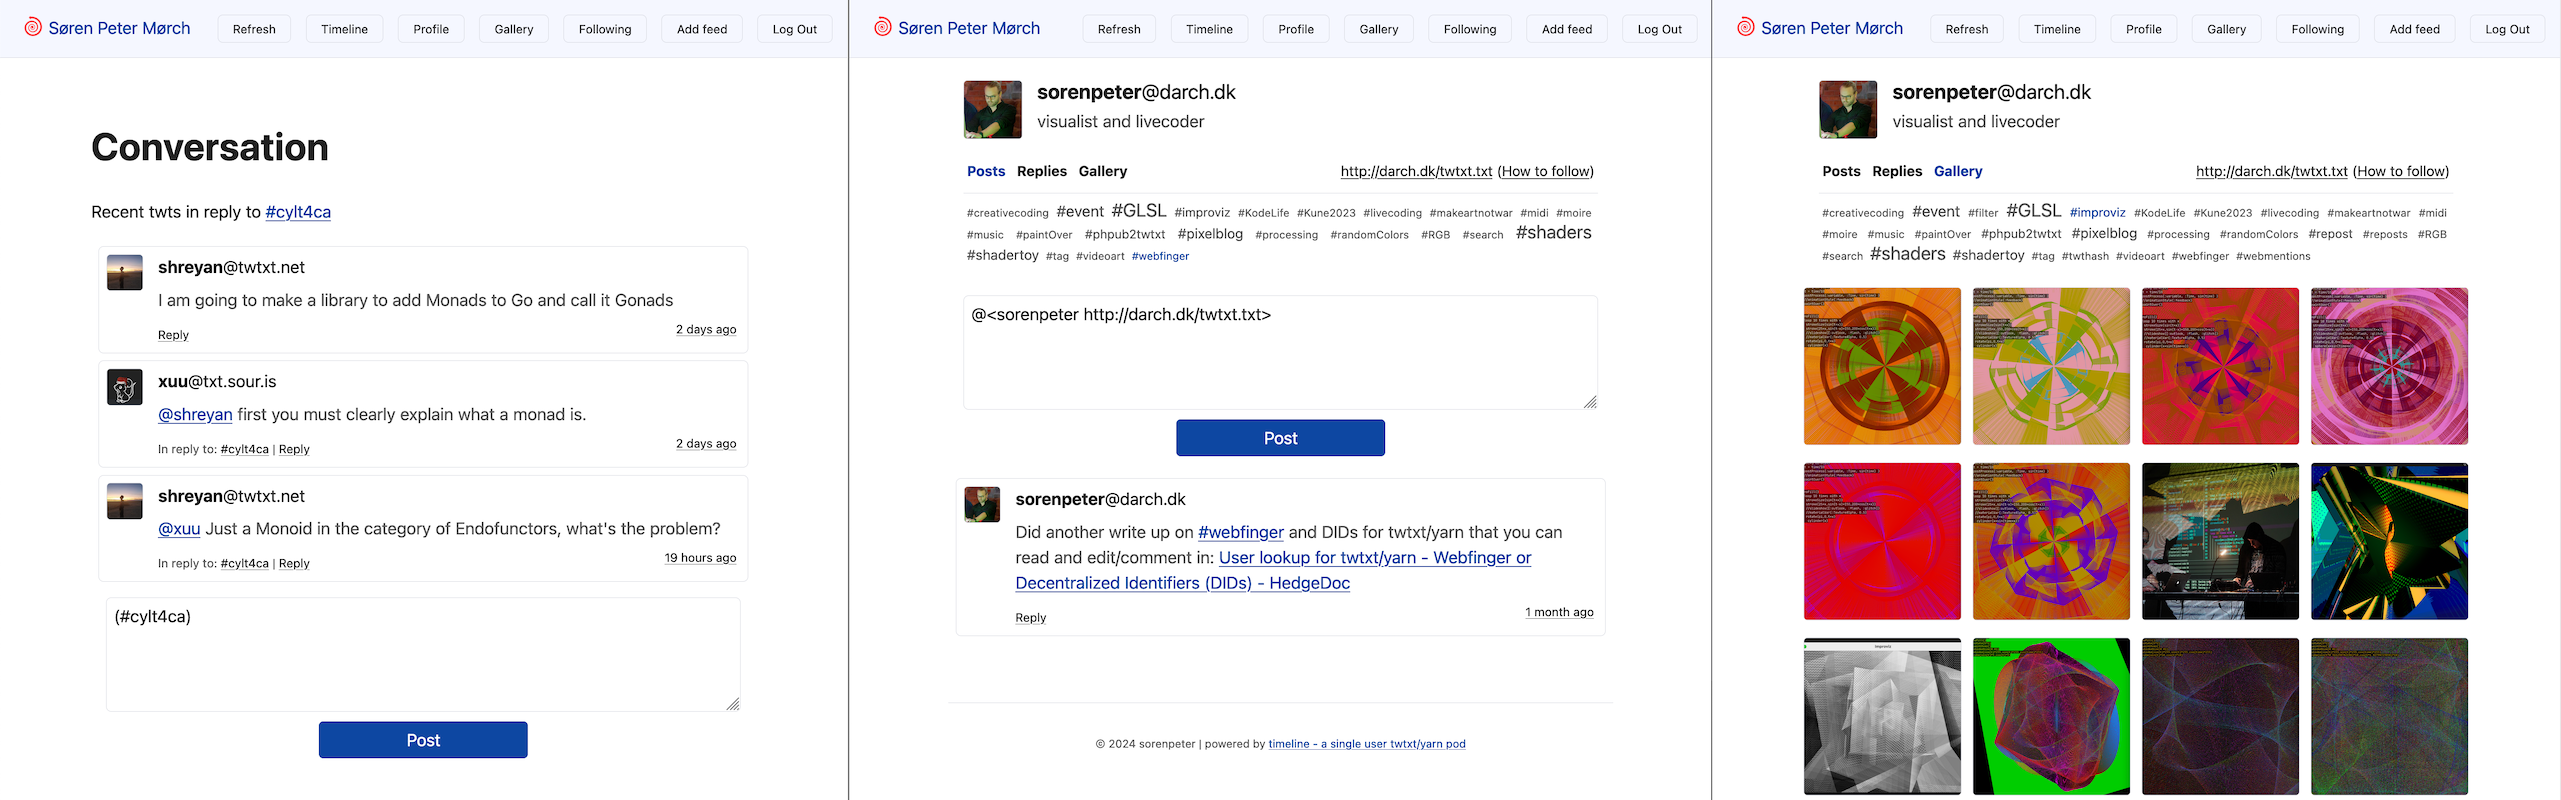 Søren Peter Mørch
Refresh
Timeline
Profile
Gallery
Following
Add feed
Log Out
Conversation
Recent twts in reply to #cylt4ca
shreyan@twtxt.net
I am going to make a library to add Monads to Go and call it Gonads
Reply
2 days ago
xuu@txt.sour.is
@shreyan first you must clearly explain what a monad is.
In reply to: #cylt4ca | Reply
2 days ago
shreyan@twtxt.net
@xuu Just a Monoid in the category of Endofunctors, what's the problem?
In reply to: #cylt4ca | Reply
19 hours ago
(#cylt4ca)
Post
Søren Peter Mørch
Refresh
Timeline
Profile
Gallery
Following
Add feed
Log Out
sorenpeter@darch.dk
visualist and livecoder
Posts Replies Gallery
http://darch.dk/twtxt.txt (How to follow)
#creativecoding #event #GLSL #improviz #KodeLife #Kune2023 #livecoding #makeartnotwar #midi #moire
#music #paintOver #phpub2twtxt #pixelblog #processing #randomColors #RGB #search #shaders
#shadertoy #tag #videoart #webfinger
@<sorenpeter http://darch.dk/twtxt.txt>
Post
sorenpeter@darch.dk
Did another write up on #webfinger and DIDs for twtxt/yarn that you can
read and edit/comment in: User lookup for twtxt/yarn - Webfinger or
Decentralized Identifiers (DIDs) - HedgeDoc
Reply
1 month ago
© 2024 sorenpeter | powered by timeline - a single user twtxt/yarn pod
Søren Peter Mørch
Refresh
Timeline
Profile
Gallery
Following
Add feed
Log Out
sorenpeter@darch.dk
visualist and livecoder
Posts Replies Gallery
http://darch.dk/twtxt.txt (How to follow)
#creativecoding #event #filter #GLSL #improviz #KodeLife #Kune2023 #livecoding #makeartnotwar #midi
#moire #music #paintOver #phpub2twtxt #pixelblog #processing #randomColors #repost #reposts #RGB
#search #shaders #shadertoy #tag #twthash #videoart #webfinger #webmentions
improviz